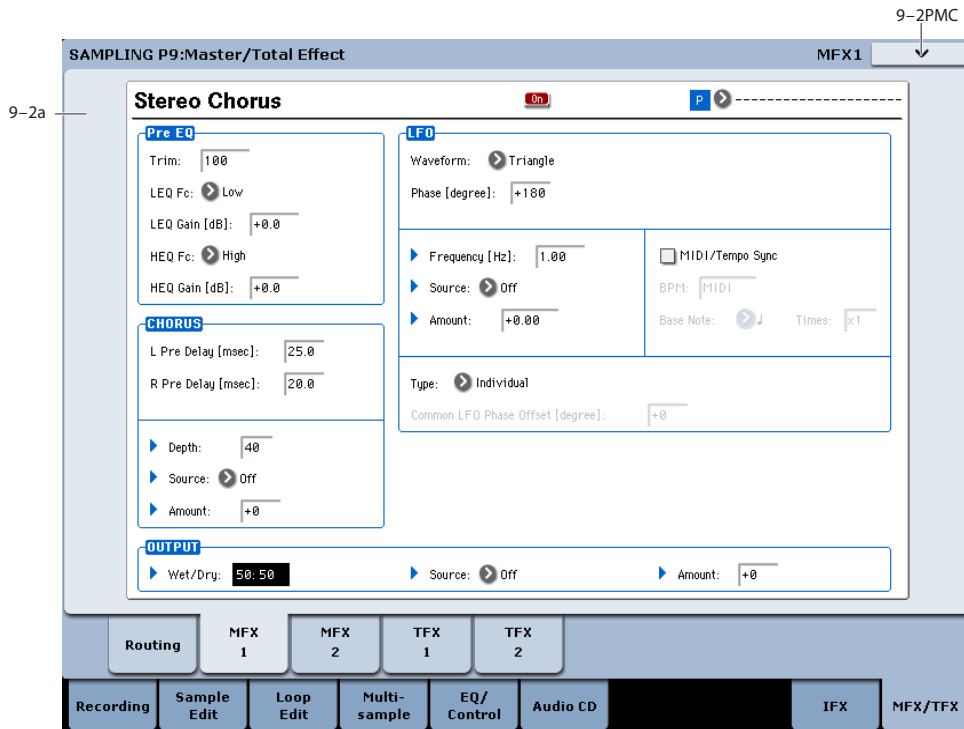 9–2PMC
SAMPLING P9:Master/Total Effect MFX1
9–2a
Stereo Chorus On P ---------------------
Pre EQ
Trim: 100
LEQ Fc: Low
LEQ Gain [dB]: +0.0
HEQ Fc: High
HEQ Gain [dB]: +0.0
CHORUS
L Pre Delay [msec]: 25.0
R Pre Delay [msec]: 20.0
Depth: 40
Source: Off
Amount: +0
LFO
Waveform: Triangle
Phase [degree]: +180
Frequency [Hz]: 1.00
Source: Off
Amount: +0.00
MIDI/Tempo Sync
BPM: MIDI
Base Note: ♩ Times: x1
Type: Individual
Common LFO Phase Offset [degree]: +0
OUTPUT
Wet/Dry: 50:50 Source: Off Amount: +0
Routing
MFX
1
MFX
2
TFX
1
TFX
2
Recording
Sample
Edit
Loop
Edit
Multi-
sample
EQ/
Control
Audio CD
IFX
MFX/TFX